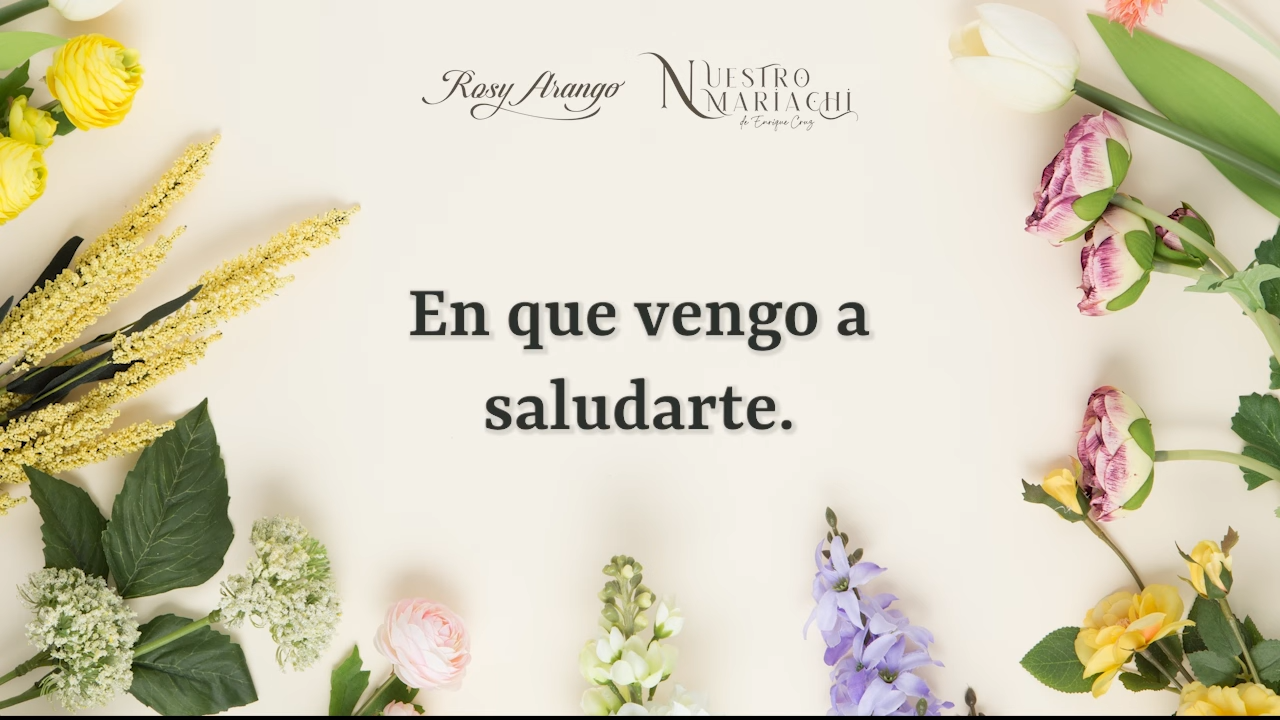 Rosy Arango
NUESTRO
MARIACHI
de Enrique Cruz
En que vengo a
saludarte.